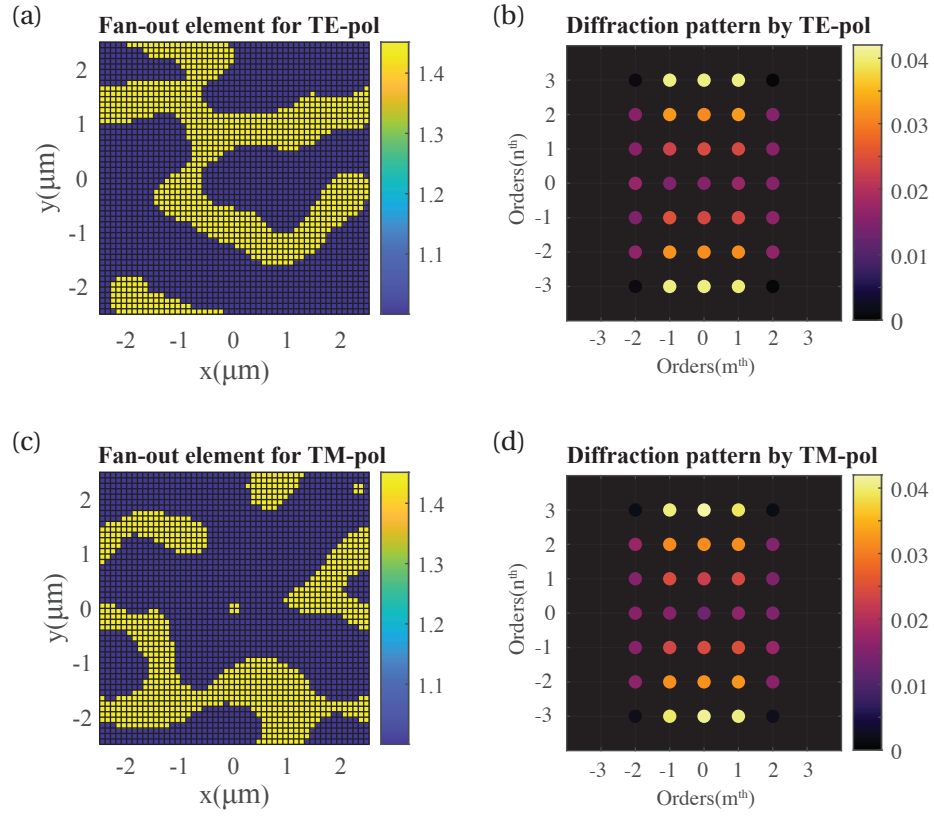 (a)
Fan-out element for TE-pol
2
1
0
-1
-2
y(μm)
-2 -1 0 1 2
x(μm)
1.4
1.3
1.2
1.1
(b)
Diffraction pattern by TE-pol
3
2
1
0
-1
-2
-3
Orders(nth)
-3 -2 -1 0 1 2 3
Orders(mth)
0.04
0.03
0.02
0.01
0
(c)
Fan-out element for TM-pol
2
1
0
-1
-2
y(μm)
-2 -1 0 1 2
x(μm)
1.4
1.3
1.2
1.1
(d)
Diffraction pattern by TM-pol
3
2
1
0
-1
-2
-3
Orders(nth)
-3 -2 -1 0 1 2 3
Orders(mth)
0.04
0.03
0.02
0.01
0